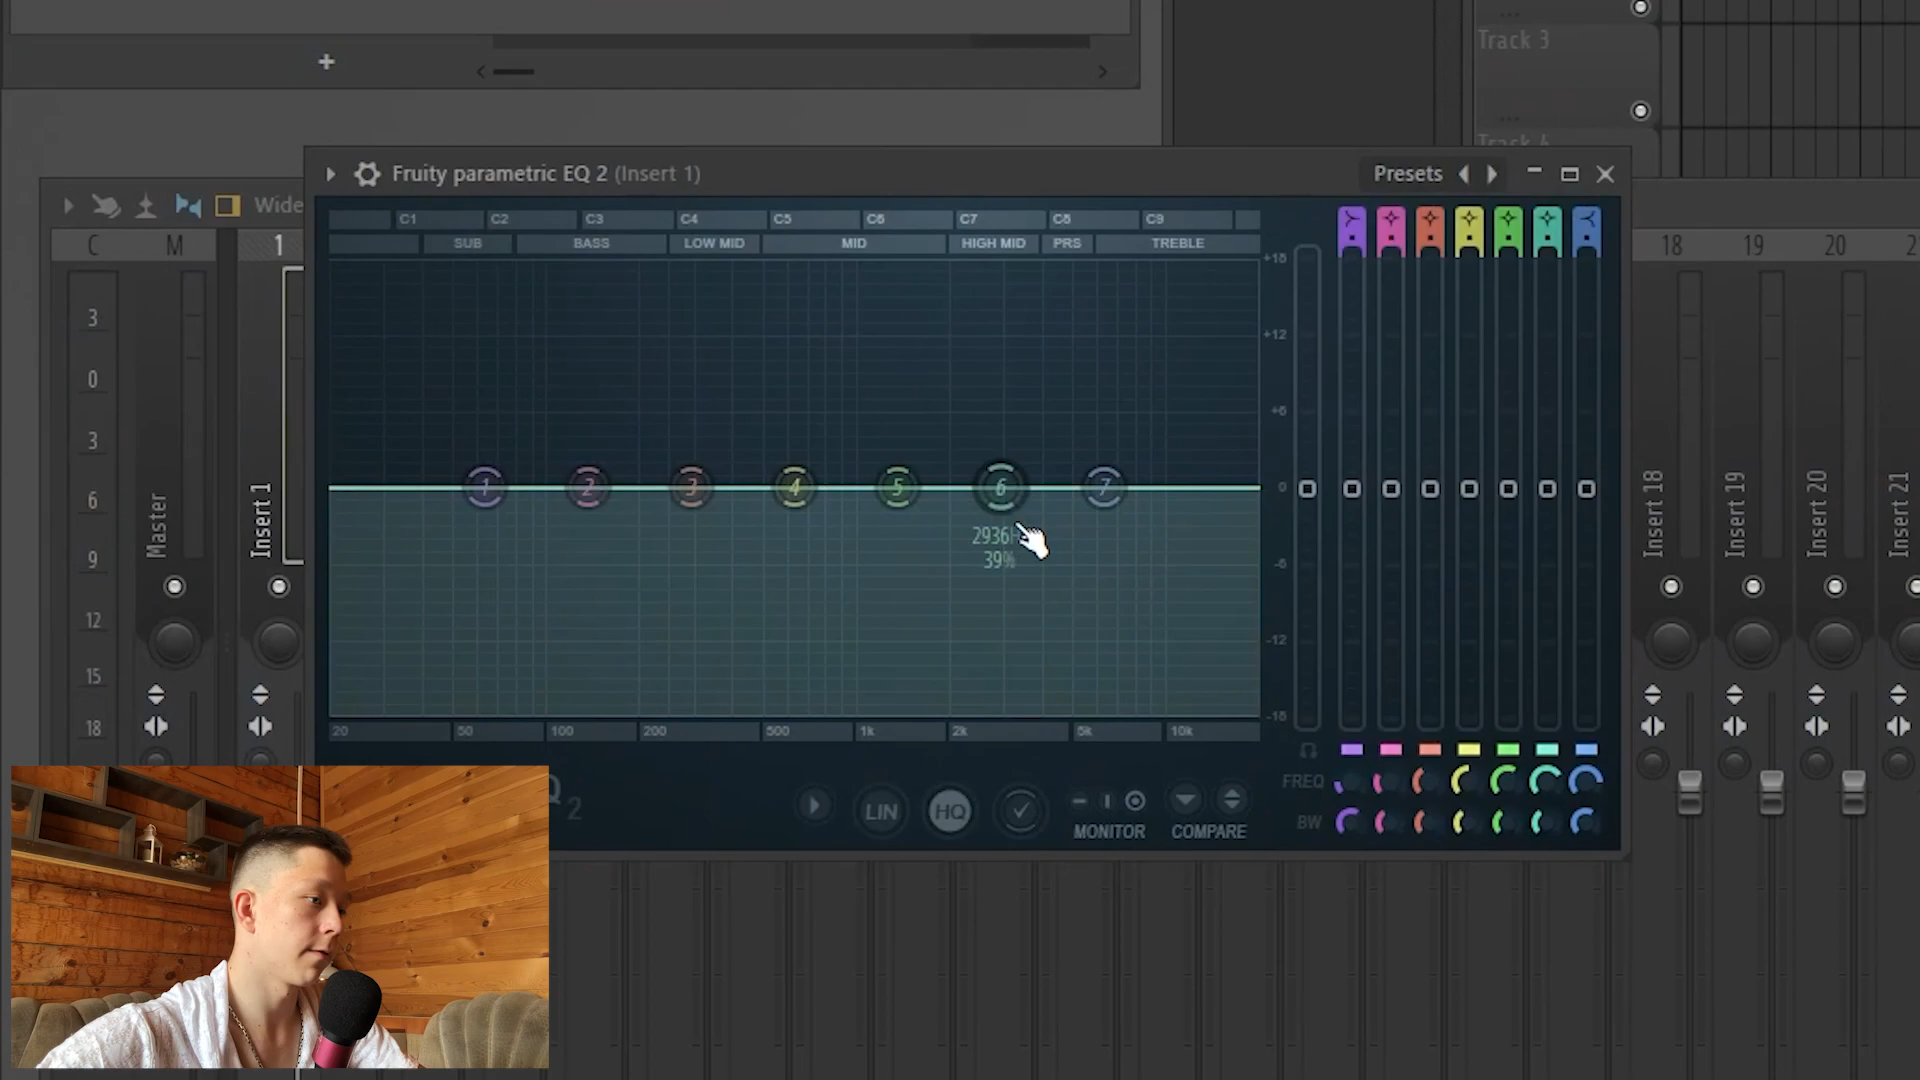 Track 3
Fruity parametric EQ 2 (Insert 1)
Presets
Wide
C M 1
C1 C2 C3 C4 C5 C6 C7 C8 C9
SUB BASS LOW MID MID HIGH MID PRS TREBLE
18 19 20
+18
+12
+6
0
-6
-12
-18
3
0
3
6
9
12
15
18
Master
Insert 1
1
2
3
4
5
6
7
2936
39%
20 50 100 200 500 1k 2k 5k 10k
2
LIN
HQ
MONITOR
COMPARE
FREQ
BW
Insert 18
Insert 19
Insert 20
Insert 21